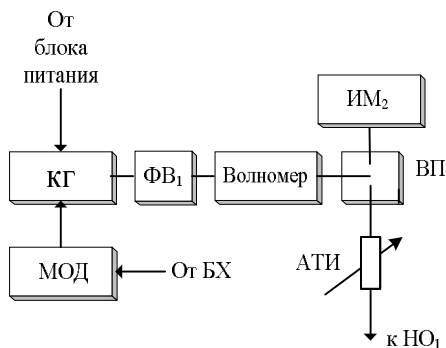 От
блока
питания
ИМ₂
ВП
КГ
ФВ₁
Волномер
МОД
От БХ
АТИ
к НО₁